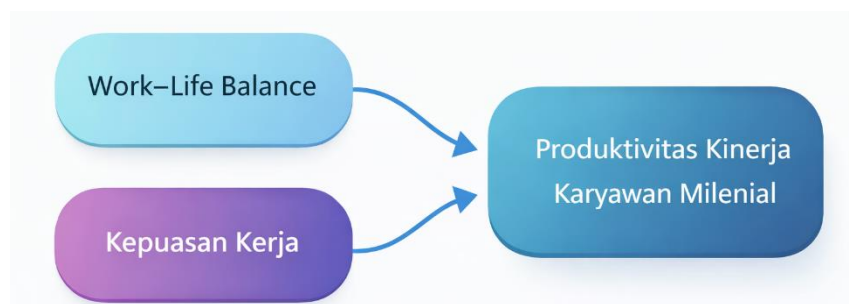 Work–Life Balance
Kepuasan Kerja
Produktivitas Kinerja
Karyawan Milenial